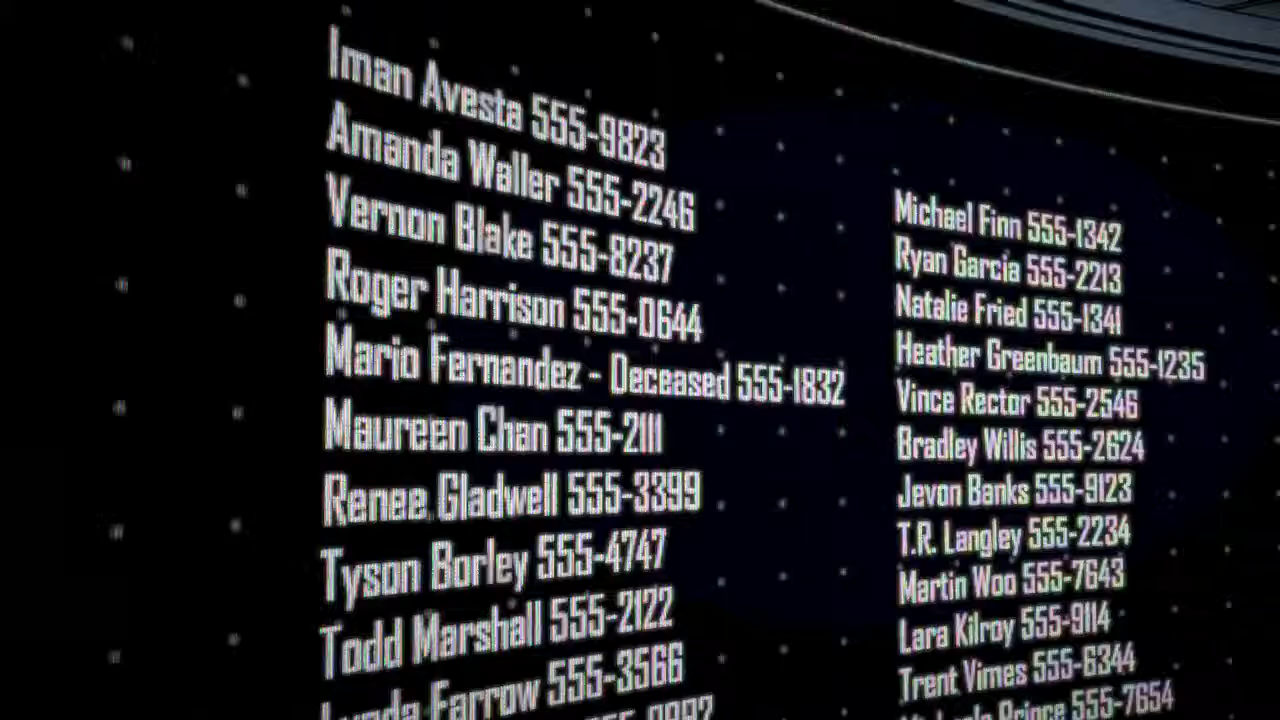 Iman Avesta 555-9823
Amanda Waller 555-2246
Vernon Blake 555-8237
Roger Harrison 555-0644
Mario Fernandez - Deceased 555-1832
Maureen Chan 555-2111
Renee Gladwell 555-3399
Tyson Borley 555-4747
Todd Marshall 555-2122
Lynda Farrow 555-3566
Michael Finn 555-1342
Ryan Garcia 555-2213
Natalie Fried 555-1341
Heather Greenbaum 555-1235
Vince Rector 555-2546
Bradley Willis 555-2624
Jevon Banks 555-9123
T.R. Langley 555-2234
Martin Woo 555-7643
Lara Kilroy 555-9114
Trent Vimes 555-6344
Prince 555-7654